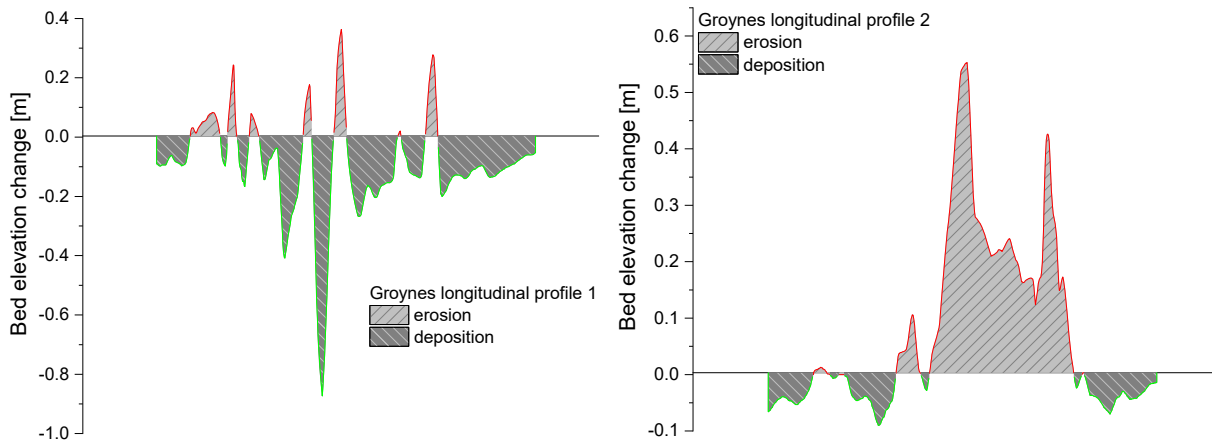 Bed elevation change [m]
0.4
0.2
0.0
-0.2
-0.4
-0.6
-0.8
-1.0
Groynes longitudinal profile 1
erosion
deposition
Bed elevation change [m]
0.6
0.5
0.4
0.3
0.2
0.1
0.0
-0.1
Groynes longitudinal profile 2
erosion
deposition